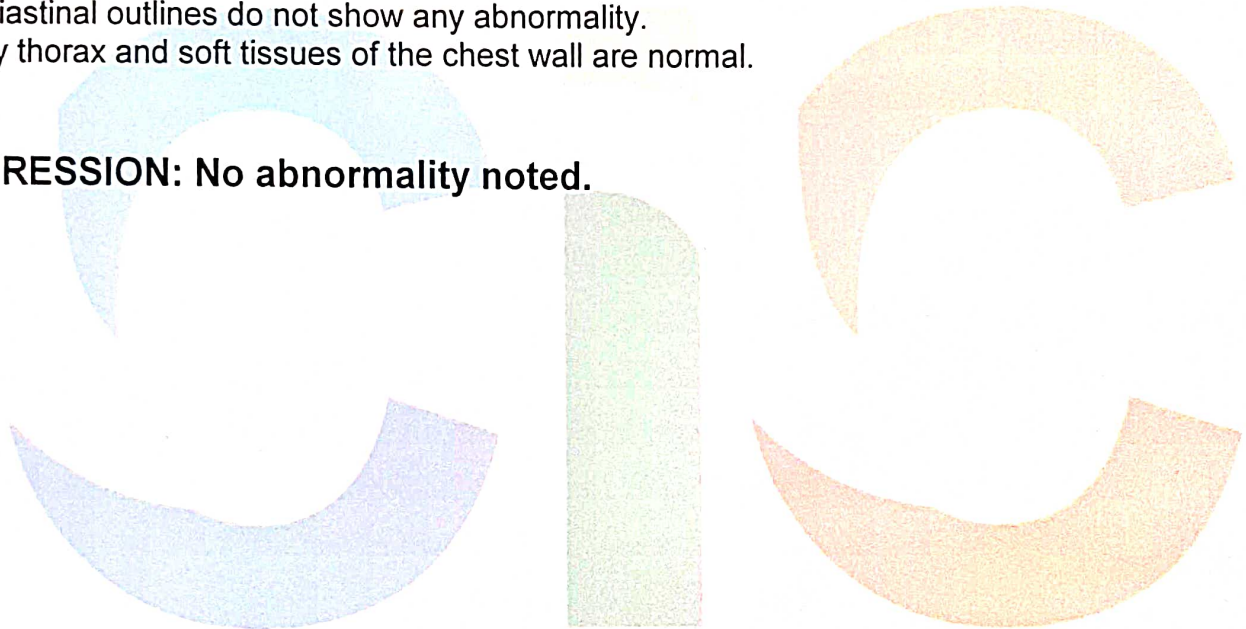 iastinal outlines do not show any abnormality.
y thorax and soft tissues of the chest wall are normal.
RESSION: No abnormality noted.